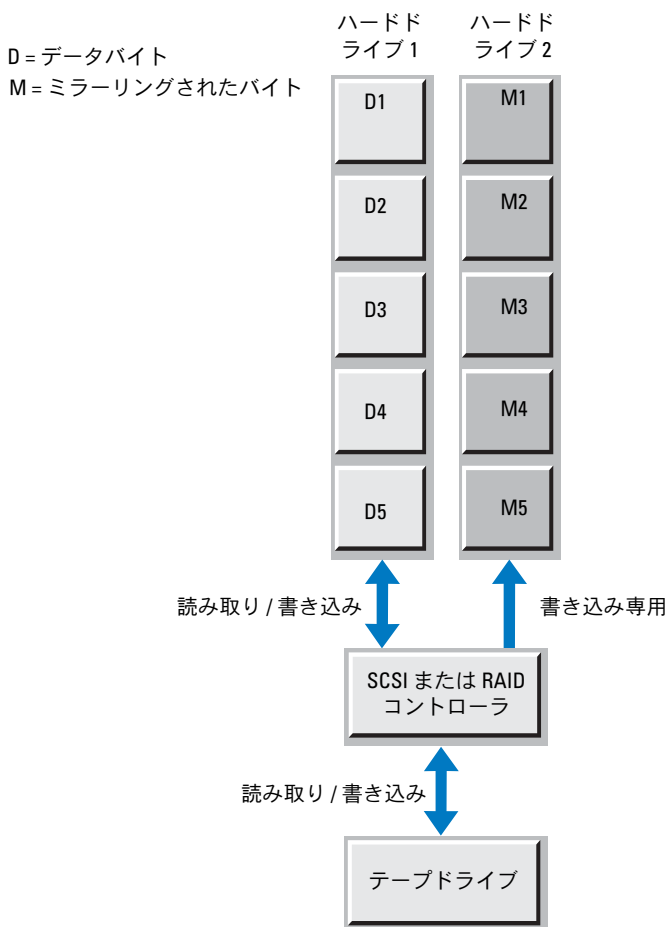 ハードド
ライブ 1
ハードド
ライブ 2
D = データバイト
M = ミラーリングされたバイト
D1
M1
D2
M2
D3
M3
D4
M4
D5
M5
読み取り / 書き込み
書き込み専用
SCSI または RAID
コントローラ
読み取り / 書き込み
テープドライブ